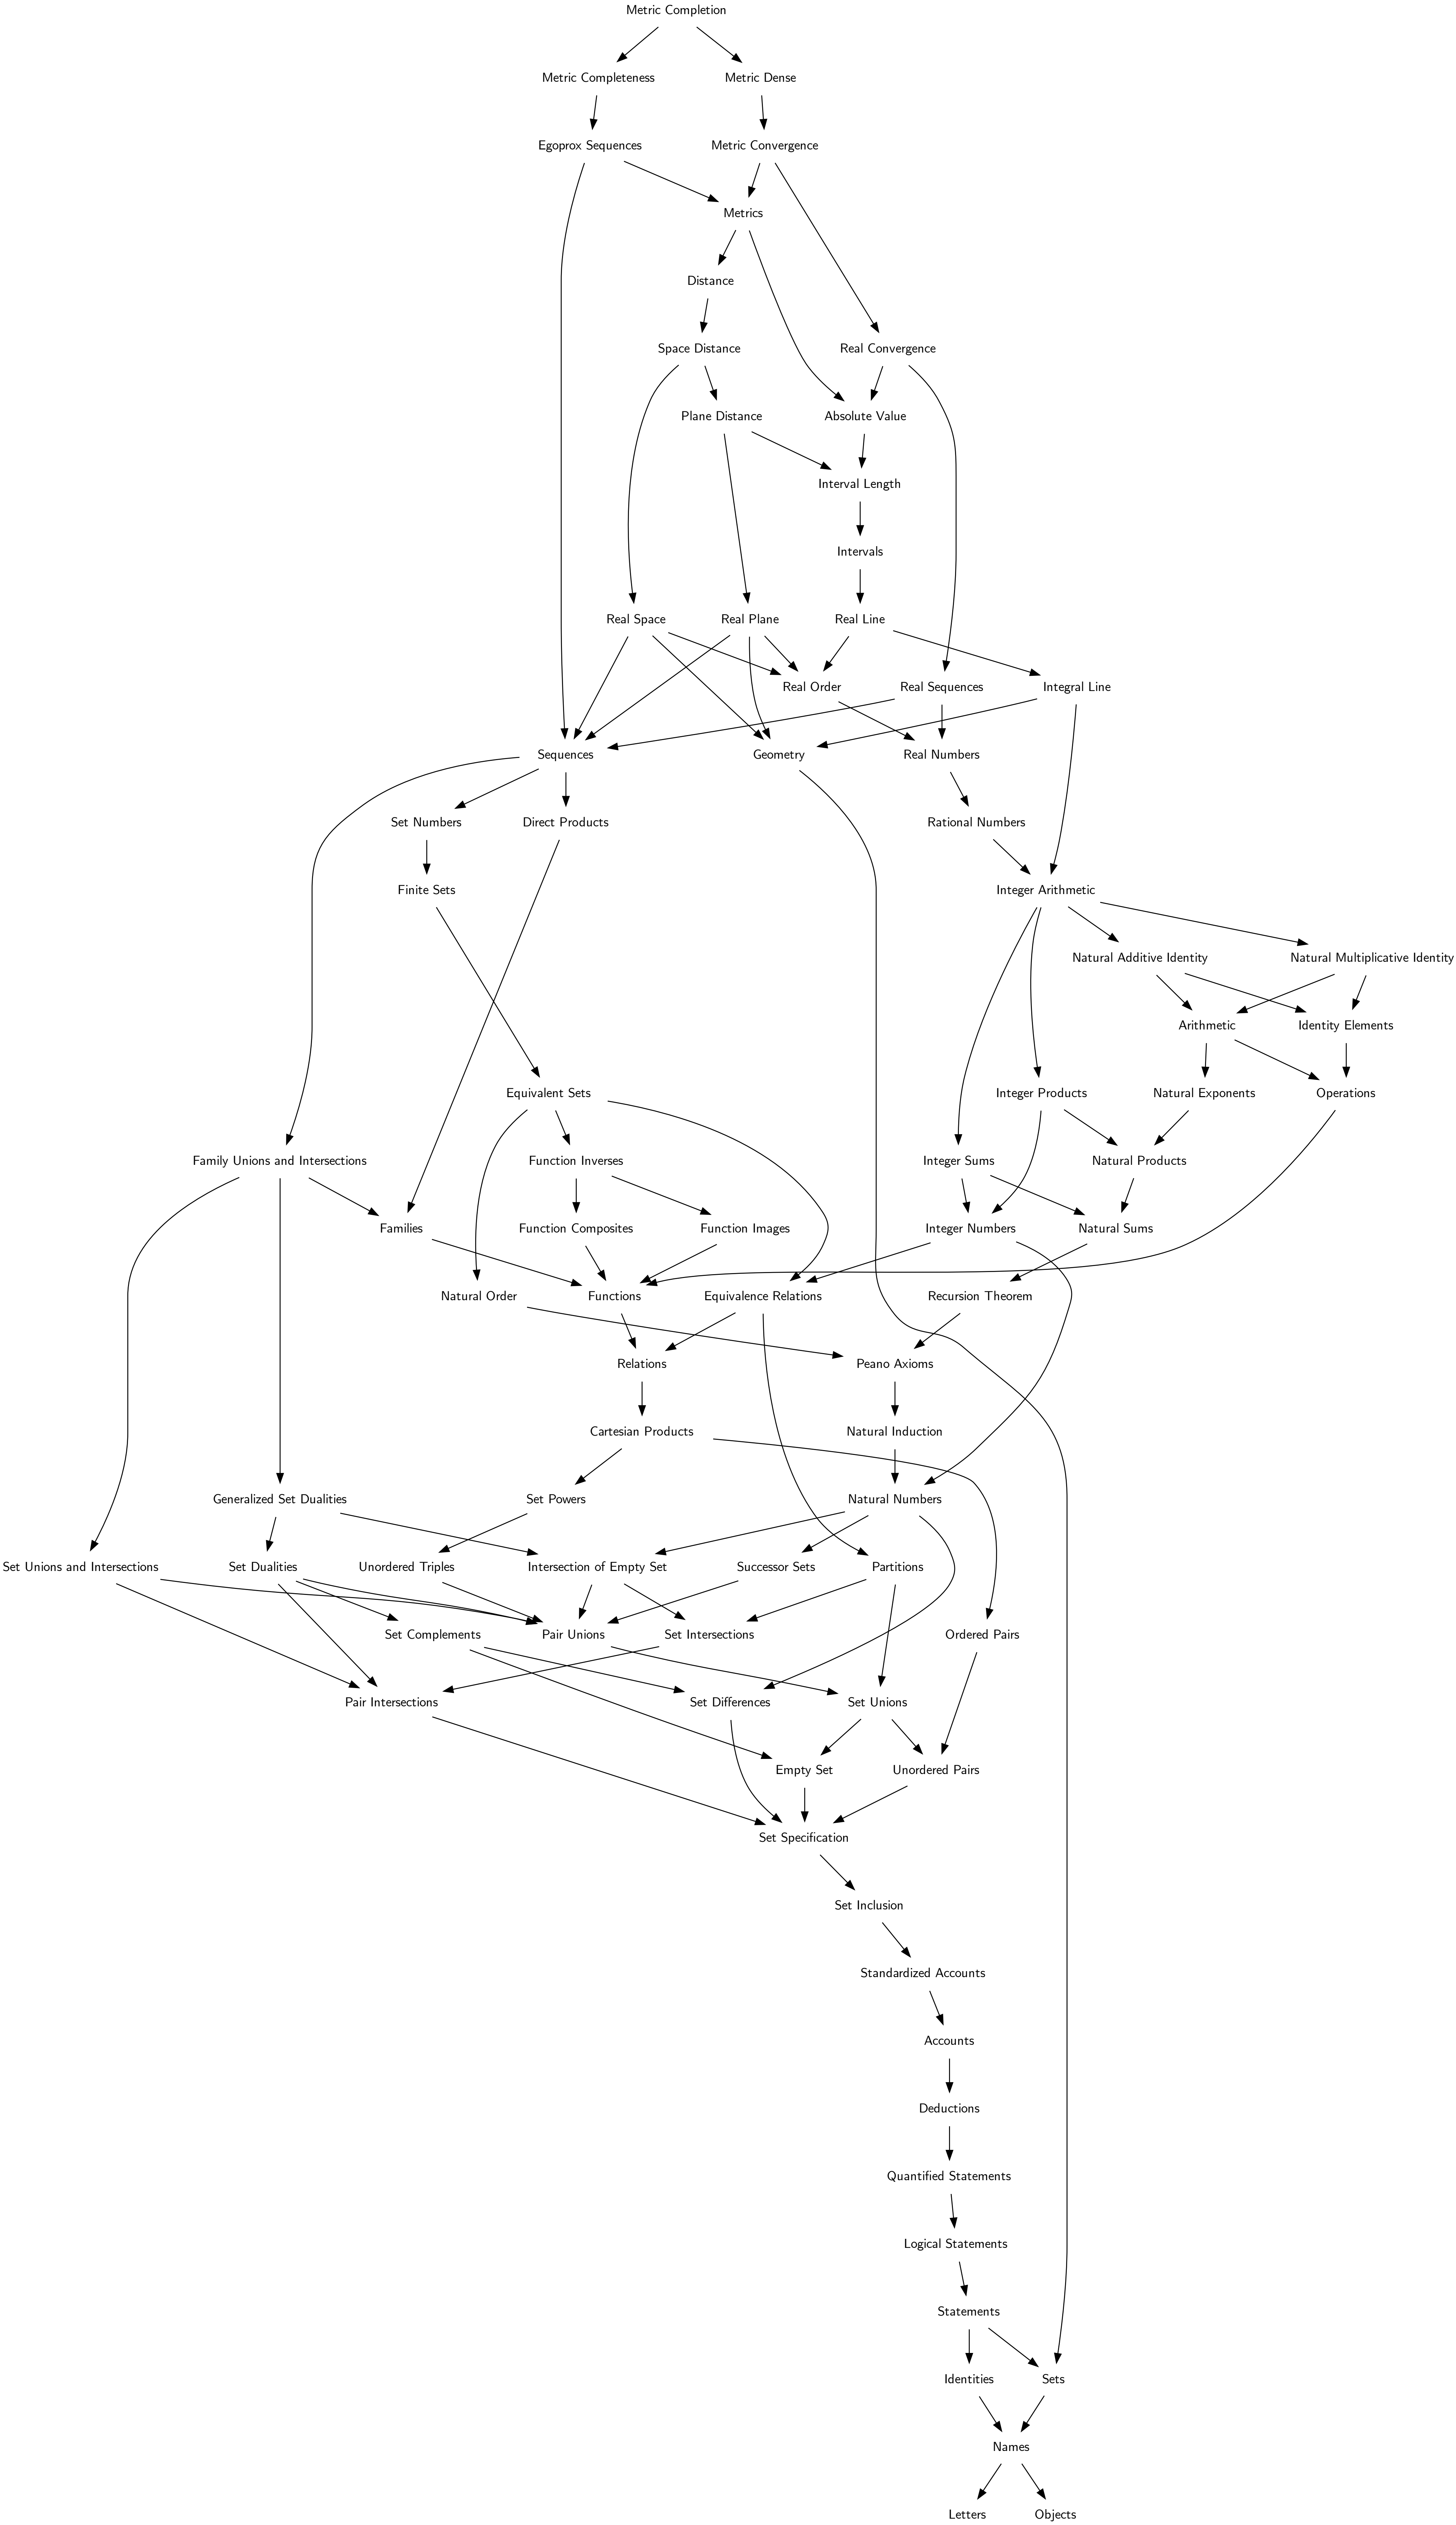 Metric Completion
Metric Completeness
Metric Dense
Egoprox Sequences
Metric Convergence
Metrics
Distance
Space Distance
Real Convergence
Plane Distance
Absolute Value
Interval Length
Intervals
Real Space
Real Plane
Real Line
Real Order
Real Sequences
Integral Line
Sequences
Geometry
Real Numbers
Set Numbers
Direct Products
Rational Numbers
Finite Sets
Integer Arithmetic
Natural Additive Identity
Natural Multiplicative Identity
Arithmetic
Identity Elements
Equivalent Sets
Integer Products
Natural Exponents
Operations
Family Unions and Intersections
Function Inverses
Integer Sums
Natural Products
Families
Function Composites
Function Images
Integer Numbers
Natural Sums
Natural Order
Functions
Equivalence Relations
Recursion Theorem
Relations
Peano Axioms
Cartesian Products
Natural Induction
Generalized Set Dualities
Set Powers
Natural Numbers
Set Unions and Intersections
Set Dualities
Unordered Triples
Intersection of Empty Set
Successor Sets
Partitions
Set Complements
Pair Unions
Set Intersections
Ordered Pairs
Pair Intersections
Set Differences
Set Unions
Empty Set
Unordered Pairs
Set Specification
Set Inclusion
Standardized Accounts
Accounts
Deductions
Quantified Statements
Logical Statements
Statements
Identities
Sets
Names
Letters
Objects